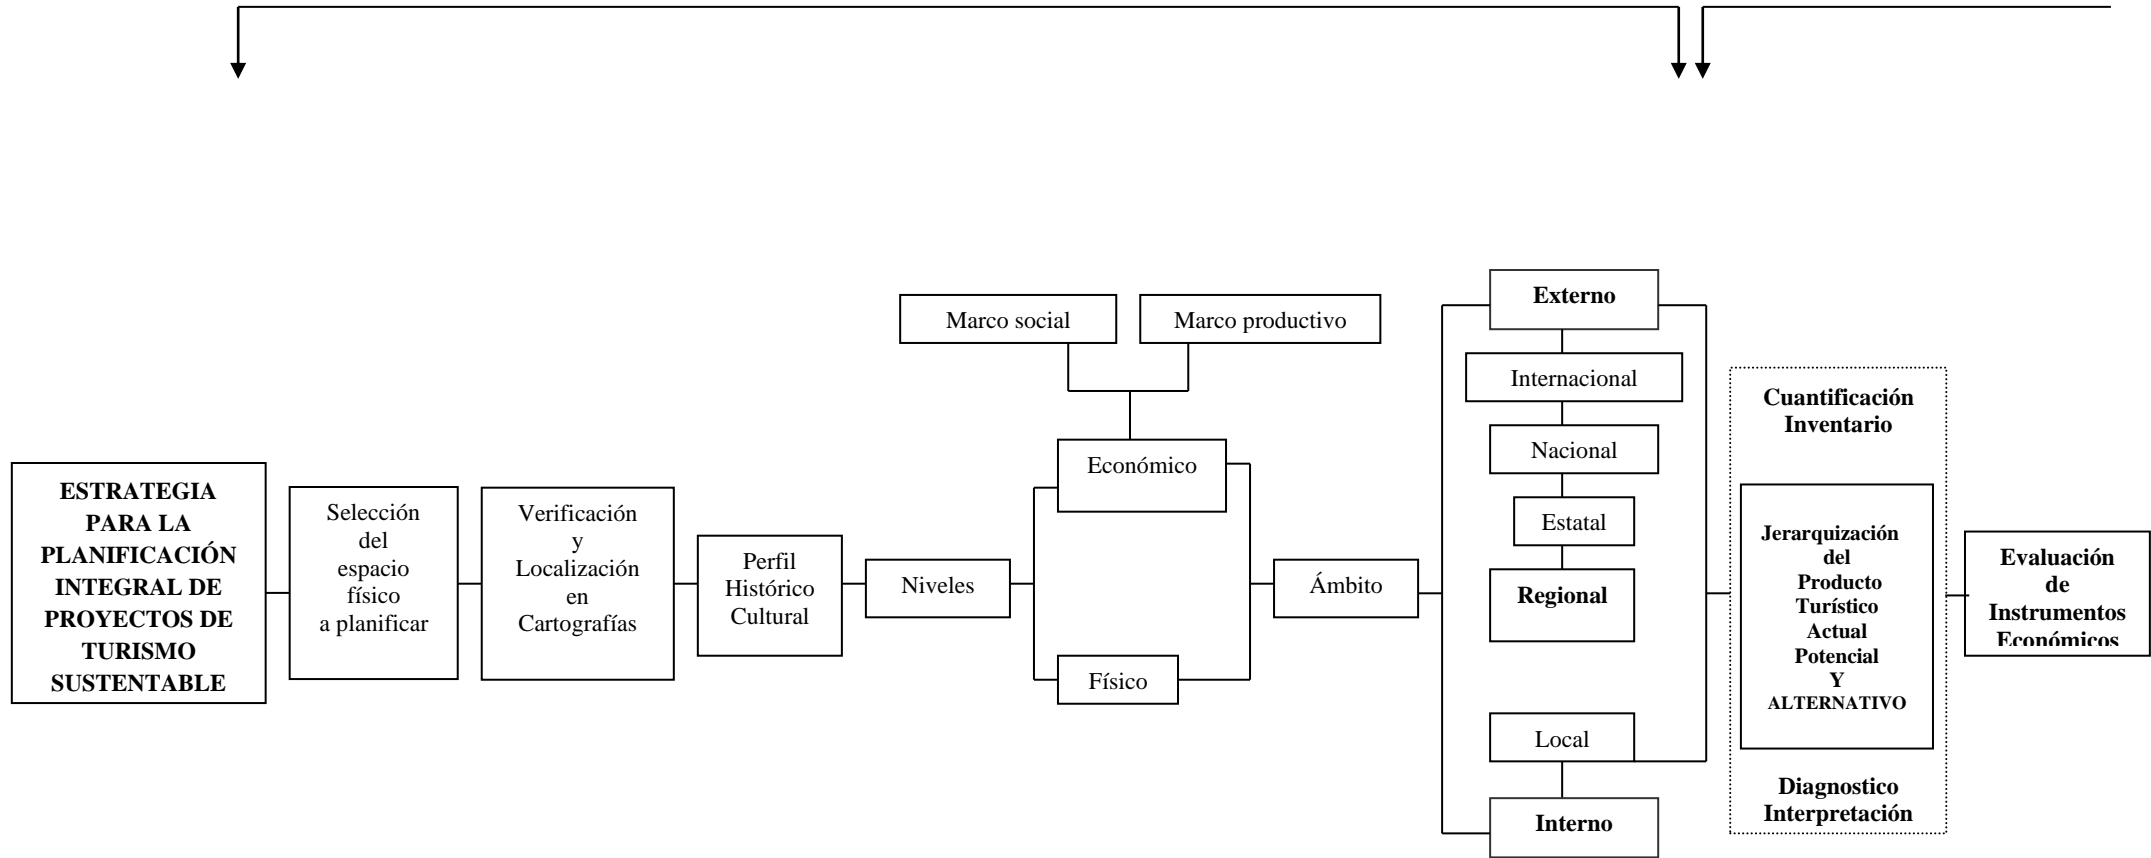 ESTRATEGIA
PARA LA
PLANIFICACIÓN
INTEGRAL DE
PROYECTOS DE
TURISMO
SUSTENTABLE
Selección
del
espacio
físico
a planificar
Verificación
y
Localización
en
Cartografías
Perfil
Histórico
Cultural
Niveles
Marco social
Marco productivo
Económico
Físico
Ámbito
Externo
Internacional
Nacional
Estatal
Regional
Local
Interno
Cuantificación
Inventario
Jerarquización
del
Producto
Turístico
Actual
Potencial
Y
ALTERNATIVO
Diagnostico
Interpretación
Evaluación
de
Instrumentos
Económicos